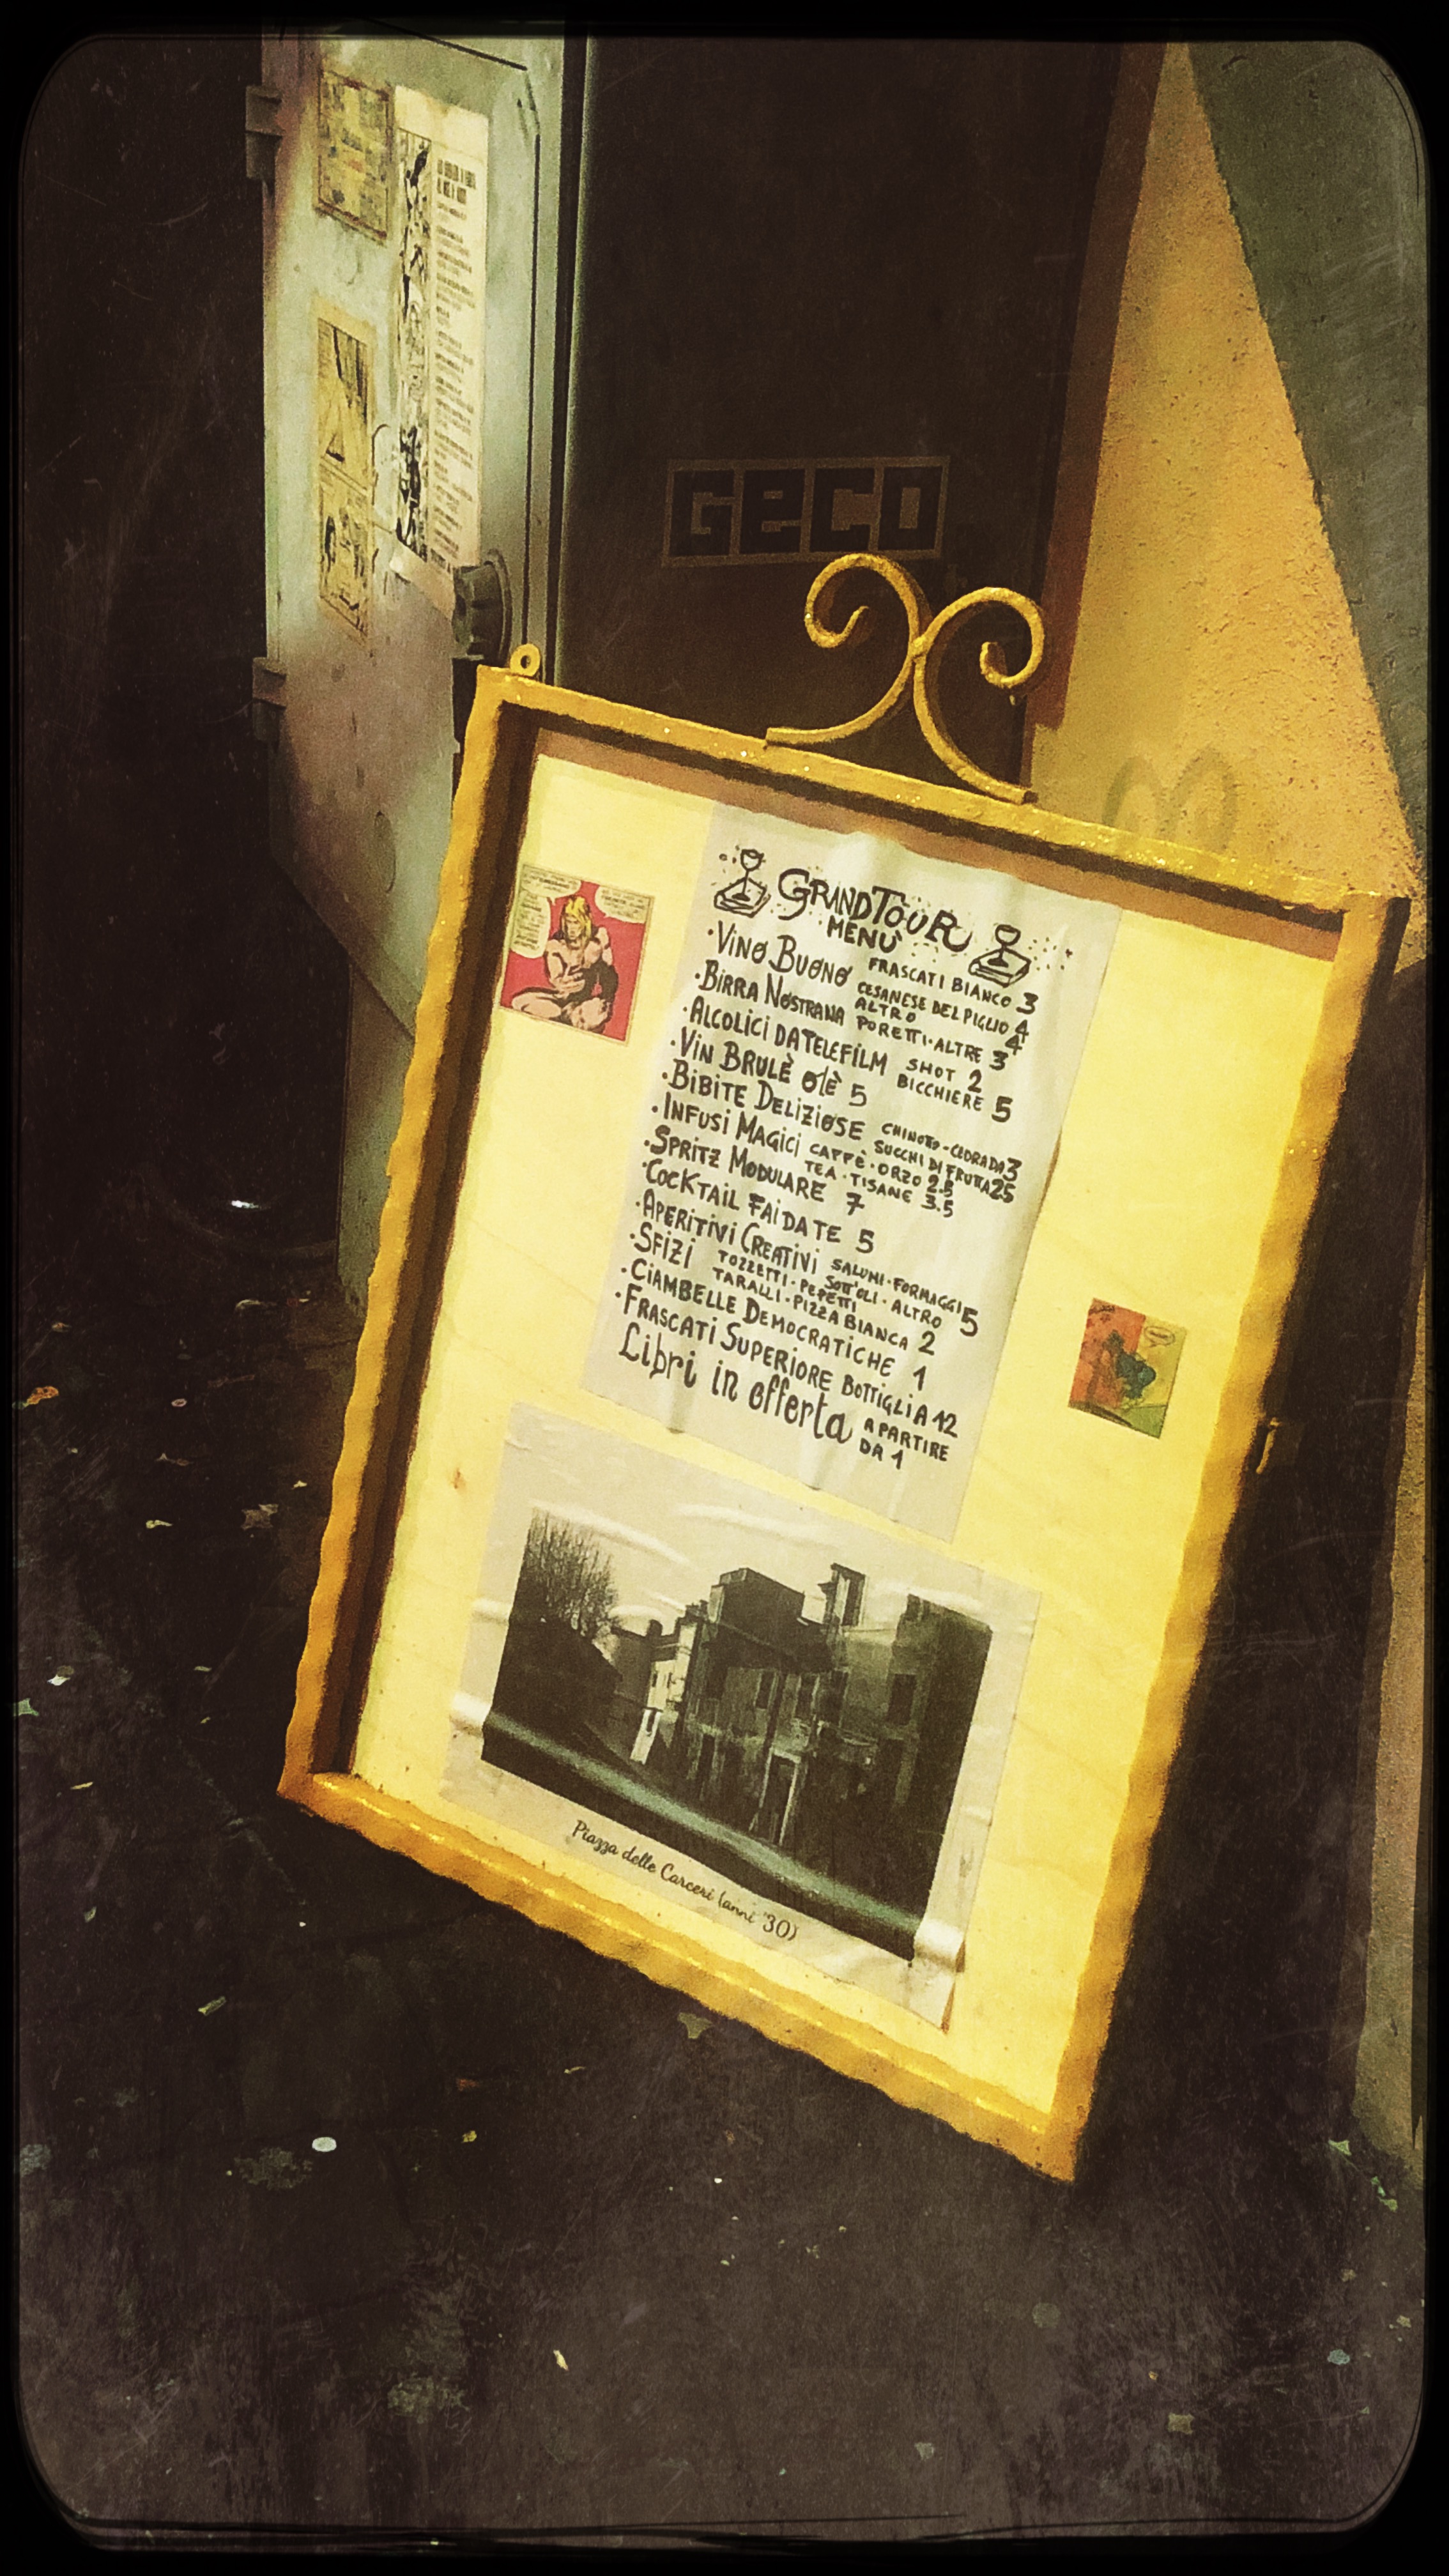 GECO
GRANDTOUR
MENÙ
·VINO BUONO FRASCATI BIANCO 3
CESANESE DEL PIGLIO 4
ALTRO 4
·BIRRA NOSTRANA PORETTI·ALTRE 3
·ALCOLICI DATELEFILM SHOT 2
BICCHIERE 5
·VIN BRULÈ OLÈ 5
·BIBITE DELIZIOSE CHINOTTO-CEDRADA 3
SUCCHI DI FRUTTA 25
·INFUSI MAGICI CAFFÈ·ORZO 2.5
TEA·TISANE 3.5
·SPRITZ MODULARE 7
·COCKTAIL FAIDATE 5
·APERITIVI CREATIVI SALUMI·FORMAGGI
SOTT'OLI·ALTRO 5
·SFIZI TOZZETTI·PEPETTI
TARALLI·PIZZA BIANCA 2
·CIAMBELLE DEMOCRATICHE 1
·FRASCATI SUPERIORE BOTTIGLIA 12
Libri in offerta A PARTIRE
DA 1
Piazza delle Carceri (anni '30)